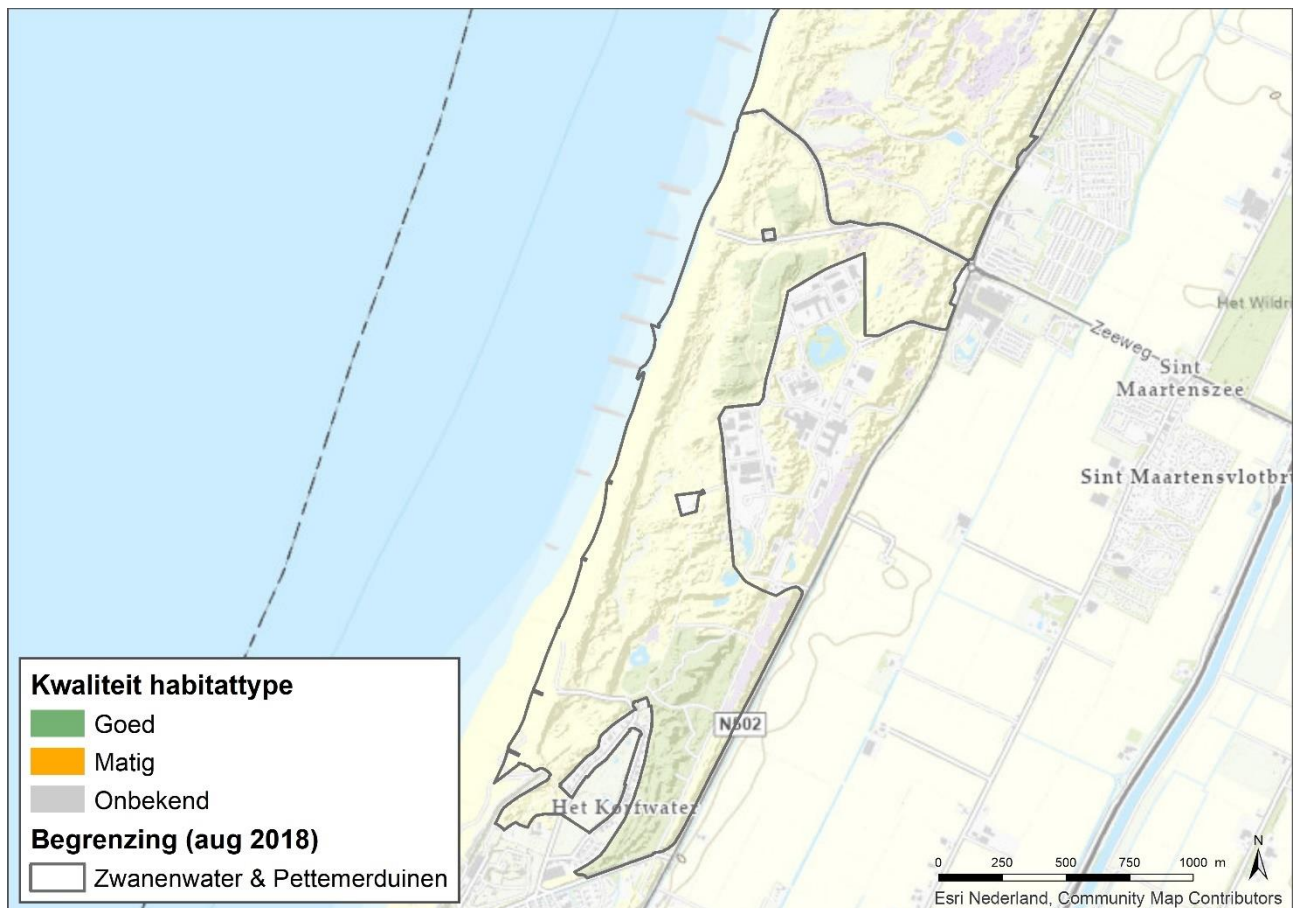 Het Wildr
Zeeweg
Sint
Maartenszee
Sint Maartensvlotbr
N502
Het Korfwater
Kwaliteit habitattype
Goed
Matig
Onbekend
Begrenzing (aug 2018)
Zwanenwater & Pettemerduinen
N
0 250 500 750 1000 m
Esri Nederland, Community Map Contributors